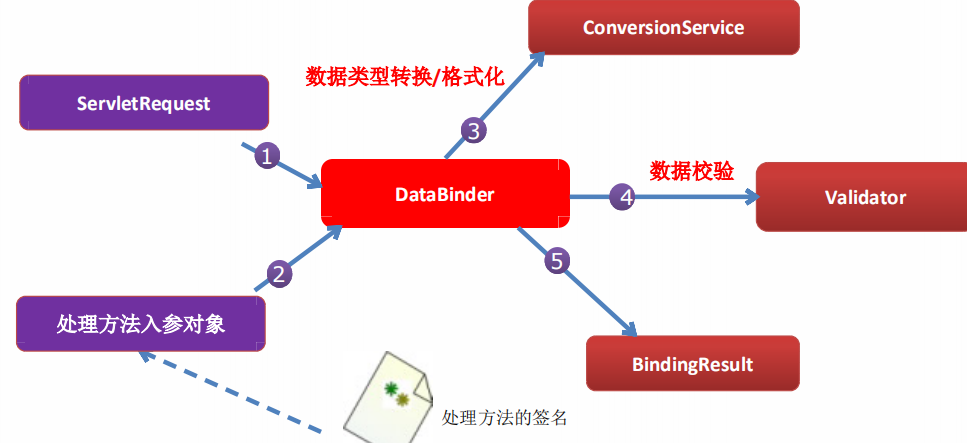 ConversionService
数据类型转换/格式化
ServletRequest
3
1
数据校验
DataBinder
4
Validator
2
5
处理方法入参对象
BindingResult
处理方法的签名